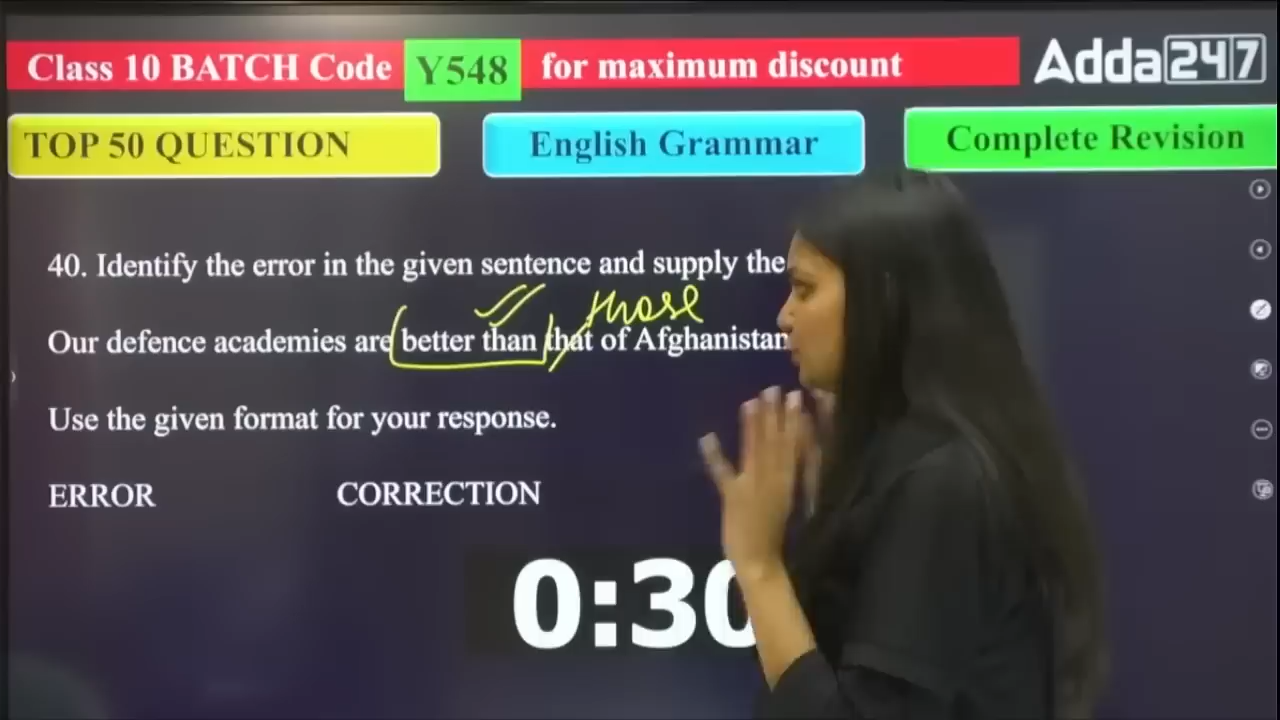 Class 10 BATCH Code Y548 for maximum discount
Adda247
TOP 50 QUESTION
English Grammar
Complete Revision
40. Identify the error in the given sentence and supply the
those
Our defence academies are better than that of Afghanistan
Use the given format for your response.
ERROR CORRECTION
0:30